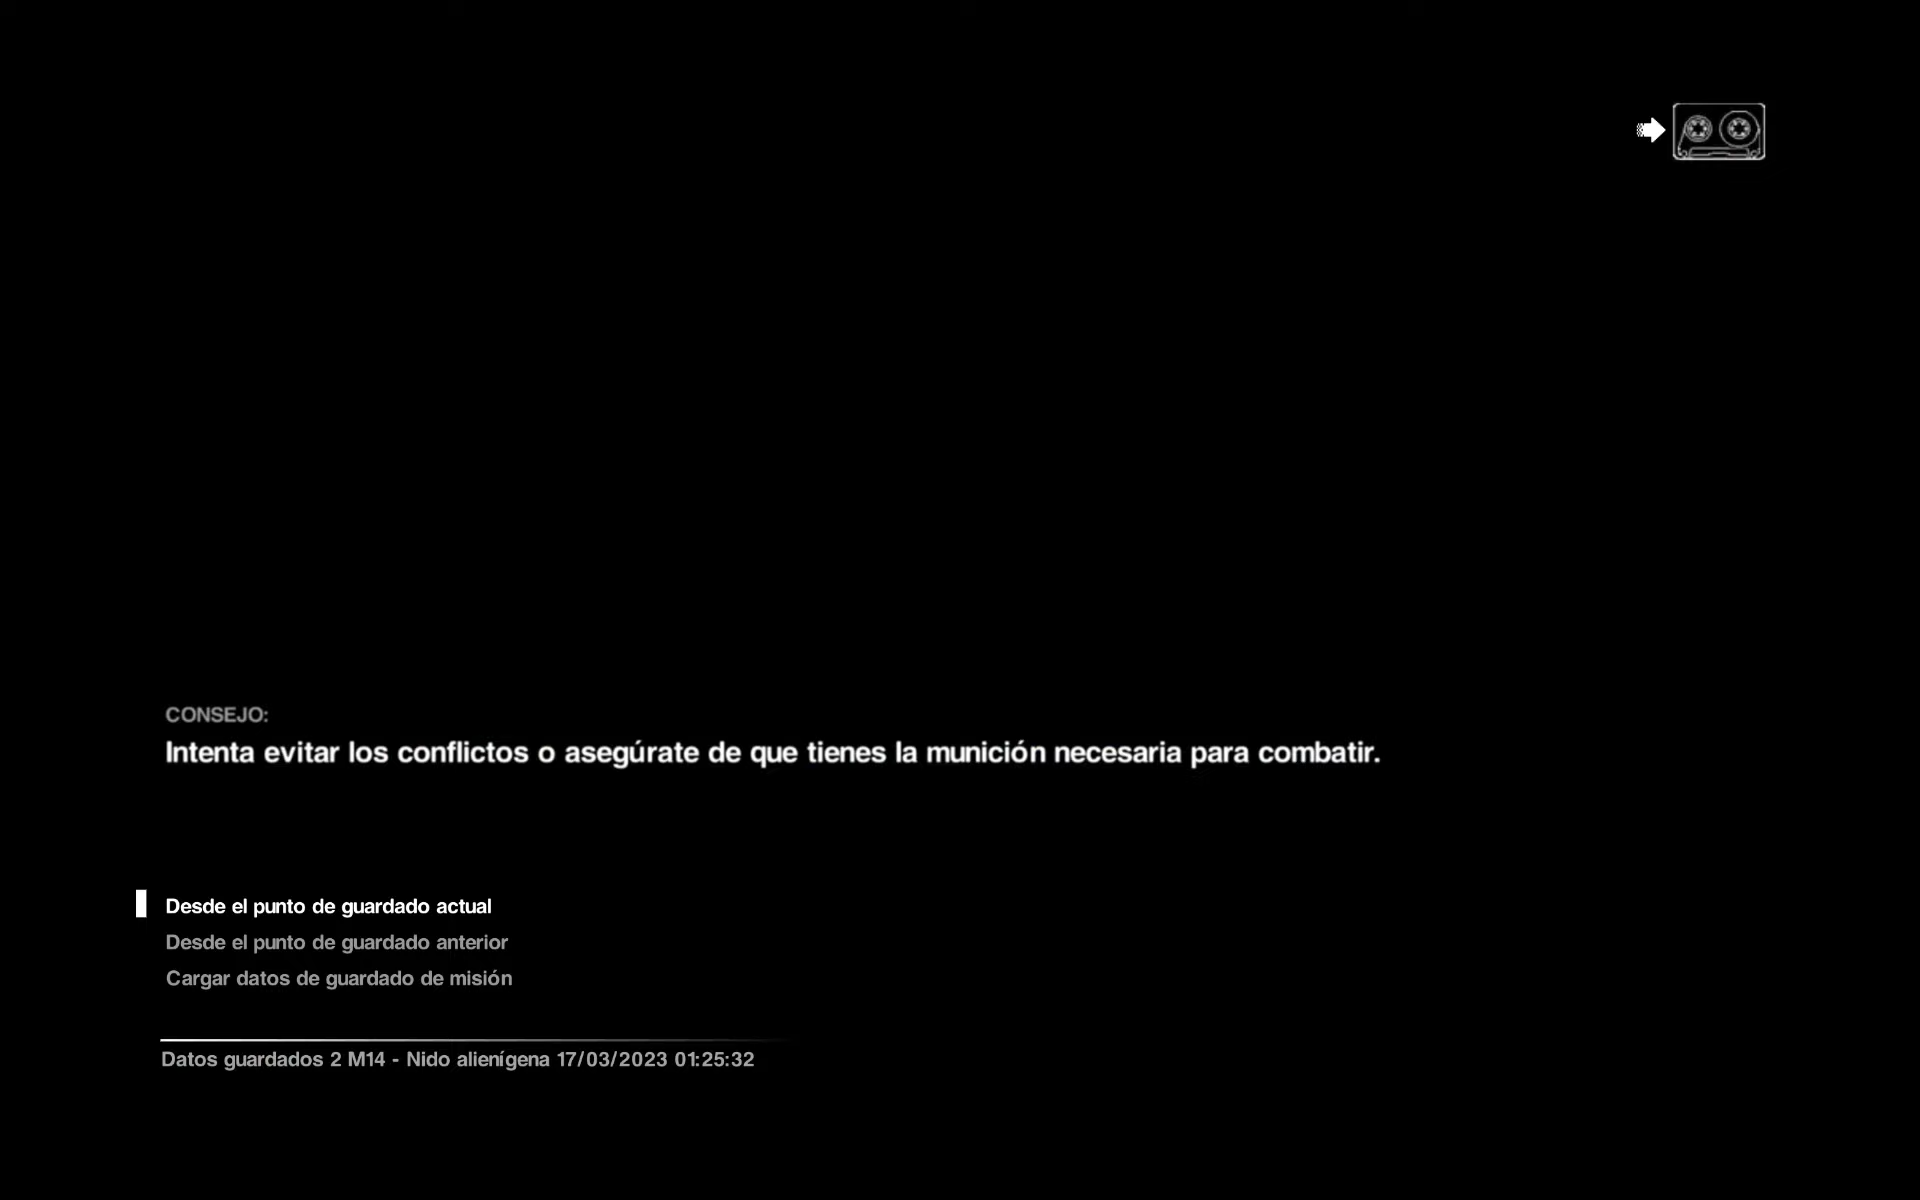 CONSEJO:
Intenta evitar los conflictos o asegúrate de que tienes la munición necesaria para combatir.
Desde el punto de guardado actual
Desde el punto de guardado anterior
Cargar datos de guardado de misión
Datos guardados 2 M14 - Nido alienígena 17/03/2023 01:25:32